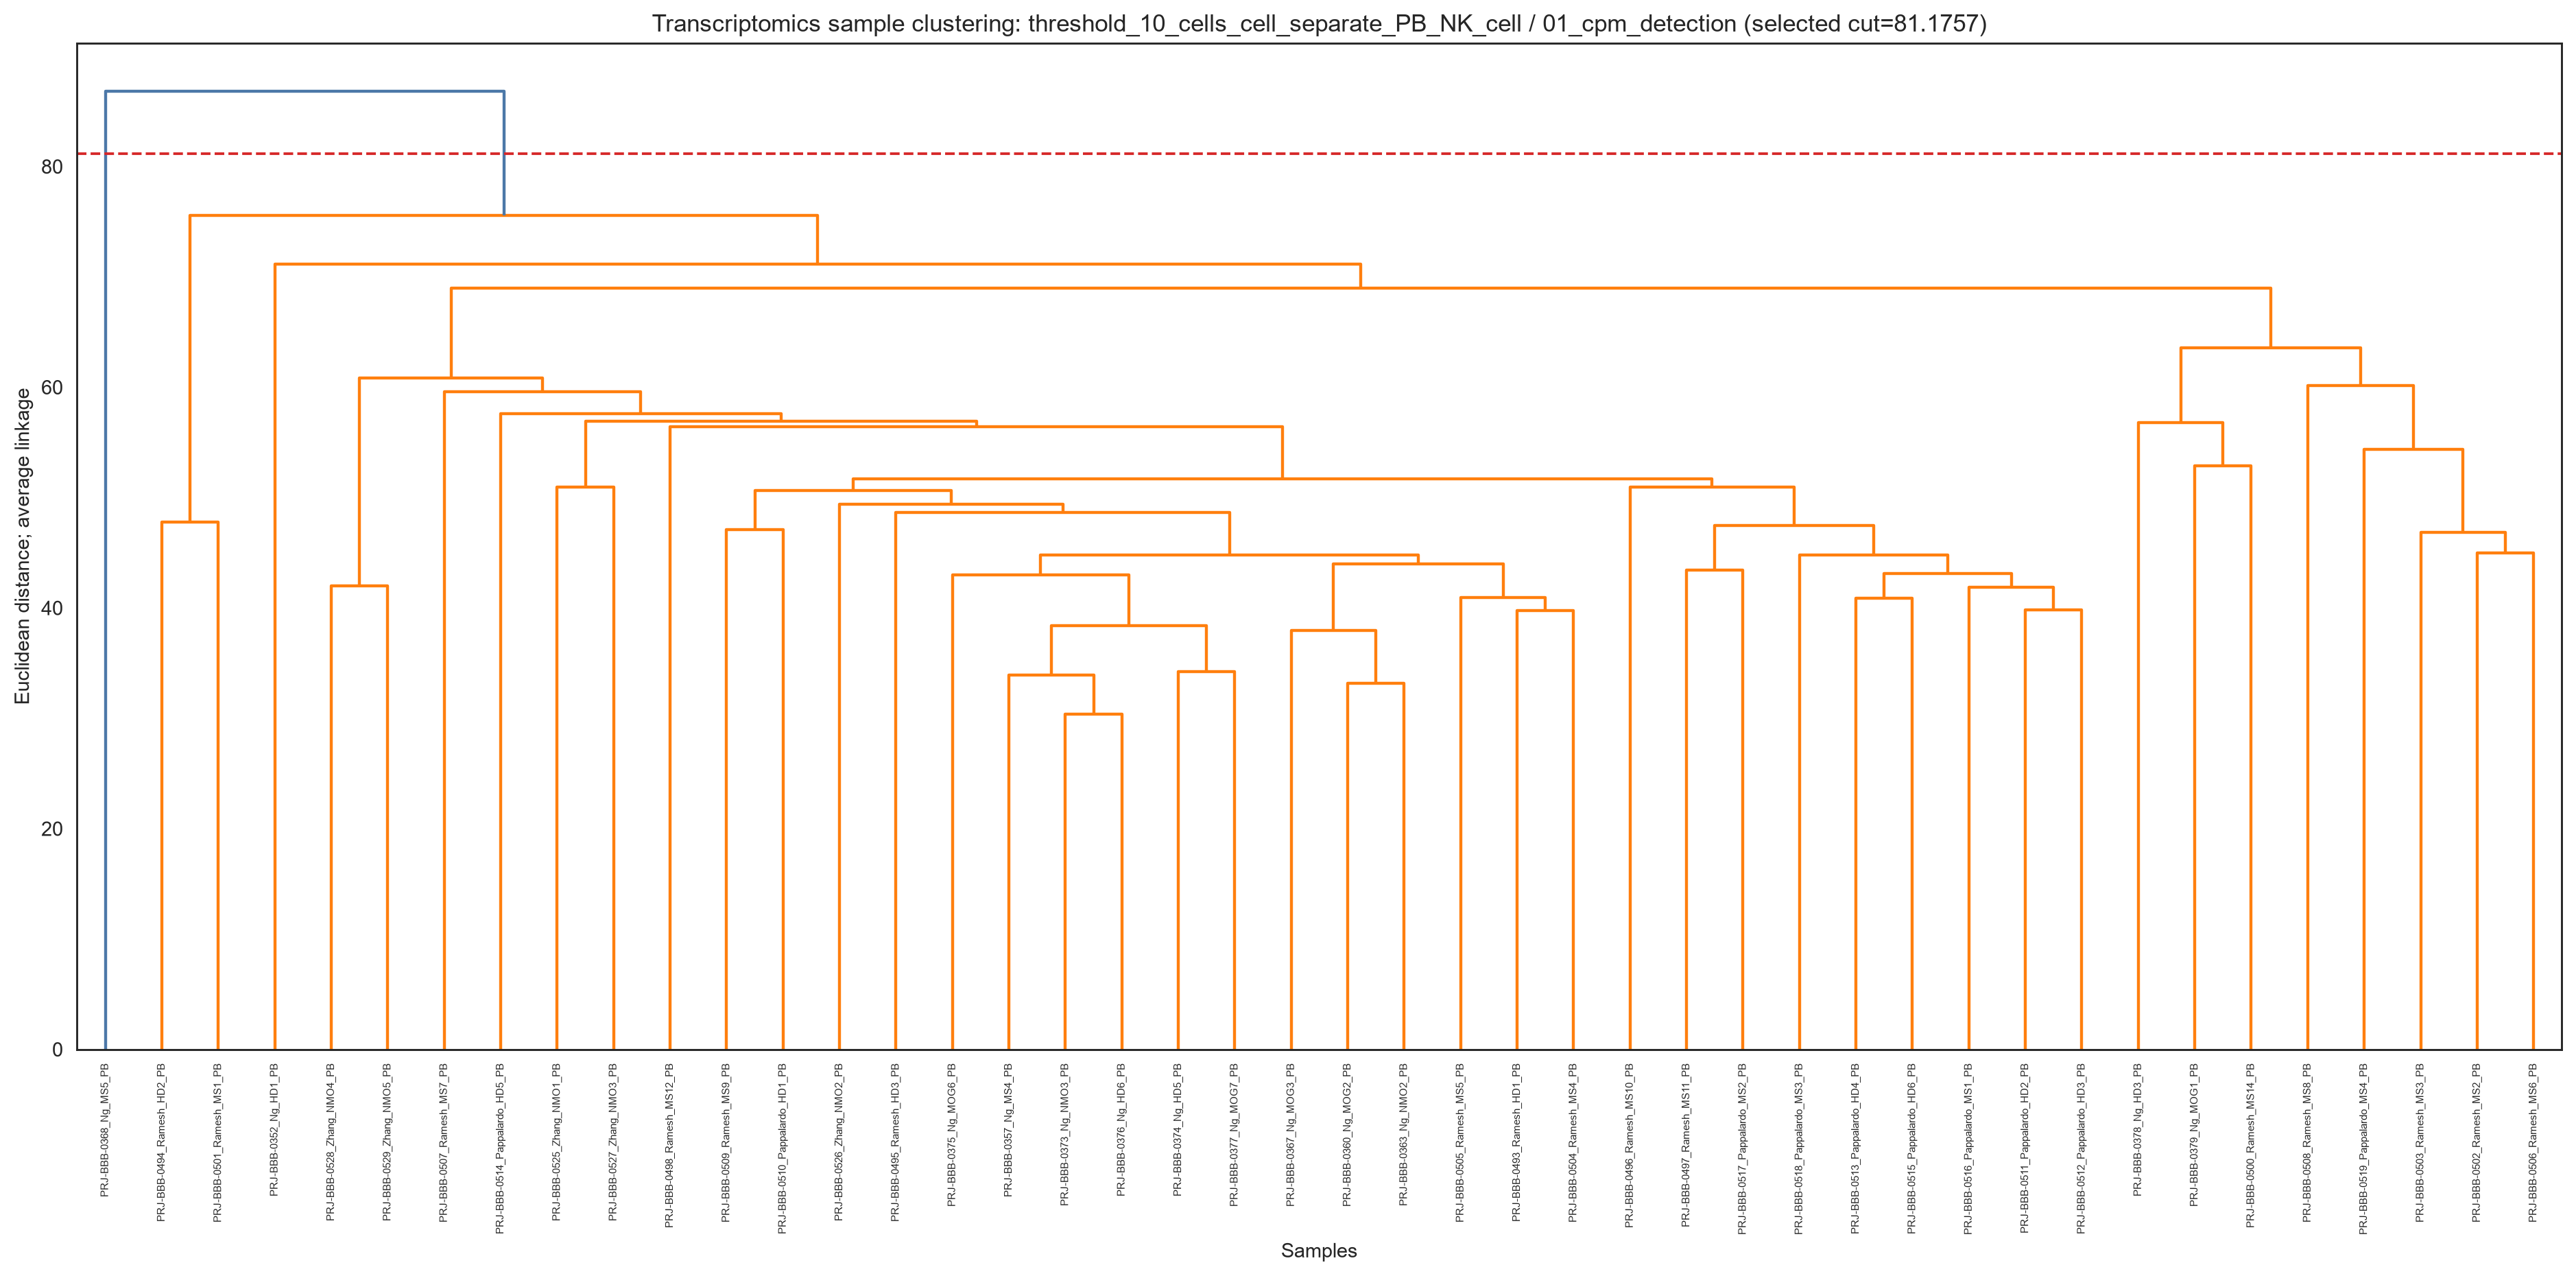 Transcriptomics sample clustering: threshold_10_cells_cell_separate_PB_NK_cell / 01_cpm_detection (selected cut=81.1757)
Euclidean distance; average linkage
80
60
40
20
0
PRJ-BBB-0368_Ng_MS5_PB
PRJ-BBB-0494_Ramesh_HD2_PB
PRJ-BBB-0501_Ramesh_MS1_PB
PRJ-BBB-0352_Ng_HD1_PB
PRJ-BBB-0528_Zhang_NMO4_PB
PRJ-BBB-0529_Zhang_NMO5_PB
PRJ-BBB-0507_Ramesh_MS7_PB
PRJ-BBB-0514_Pappalardo_HD5_PB
PRJ-BBB-0525_Zhang_NMO1_PB
PRJ-BBB-0527_Zhang_NMO3_PB
PRJ-BBB-0498_Ramesh_MS12_PB
PRJ-BBB-0509_Ramesh_MS9_PB
PRJ-BBB-0510_Pappalardo_HD1_PB
PRJ-BBB-0526_Zhang_NMO2_PB
PRJ-BBB-0495_Ramesh_HD3_PB
PRJ-BBB-0375_Ng_MOG6_PB
PRJ-BBB-0357_Ng_MS4_PB
PRJ-BBB-0373_Ng_NMO3_PB
PRJ-BBB-0376_Ng_HD6_PB
PRJ-BBB-0374_Ng_HD5_PB
PRJ-BBB-0377_Ng_MOG7_PB
PRJ-BBB-0367_Ng_MOG3_PB
PRJ-BBB-0360_Ng_MOG2_PB
PRJ-BBB-0363_Ng_NMO2_PB
PRJ-BBB-0505_Ramesh_MS5_PB
PRJ-BBB-0493_Ramesh_HD1_PB
PRJ-BBB-0504_Ramesh_MS4_PB
PRJ-BBB-0496_Ramesh_MS10_PB
PRJ-BBB-0497_Ramesh_MS11_PB
PRJ-BBB-0517_Pappalardo_MS2_PB
PRJ-BBB-0518_Pappalardo_MS3_PB
PRJ-BBB-0513_Pappalardo_HD4_PB
PRJ-BBB-0515_Pappalardo_HD6_PB
PRJ-BBB-0516_Pappalardo_MS1_PB
PRJ-BBB-0511_Pappalardo_HD2_PB
PRJ-BBB-0512_Pappalardo_HD3_PB
PRJ-BBB-0378_Ng_HD3_PB
PRJ-BBB-0379_Ng_MOG1_PB
PRJ-BBB-0500_Ramesh_MS14_PB
PRJ-BBB-0508_Ramesh_MS8_PB
PRJ-BBB-0519_Pappalardo_MS4_PB
PRJ-BBB-0503_Ramesh_MS3_PB
PRJ-BBB-0502_Ramesh_MS2_PB
PRJ-BBB-0506_Ramesh_MS6_PB
Samples